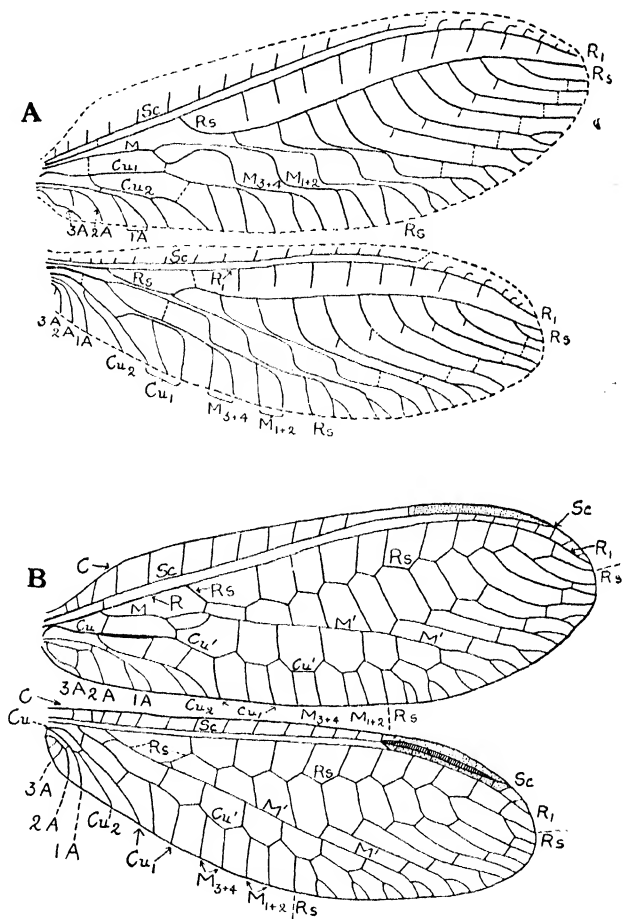 A
Sc
R₁
Rs
Rs
M
Cu₁
Cu₂
M₃₊₄ M₁₊₂
3A 2A 1A
Rs
Sc
Rs
R₁
R₁
Rs
3A
2A 1A
Cu₂
Cu₁
M₃₊₄
M₁₊₂
Rs
B
C
Sc
Rs
Rs
Sc
R₁
Rs
M
R
Cu
M'
Cu'
M'
Cu'
3A 2A 1A
Cu₂ cu₁ M₃₊₄ M₁₊₂ Rs
C
Cu
Sc
Rs
Rs
Sc
R₁
Rs
M'
Cu'
M'
3A
2A
1A
Cu₂
Cu₁
M₃₊₄
M₁₊₂
Rs